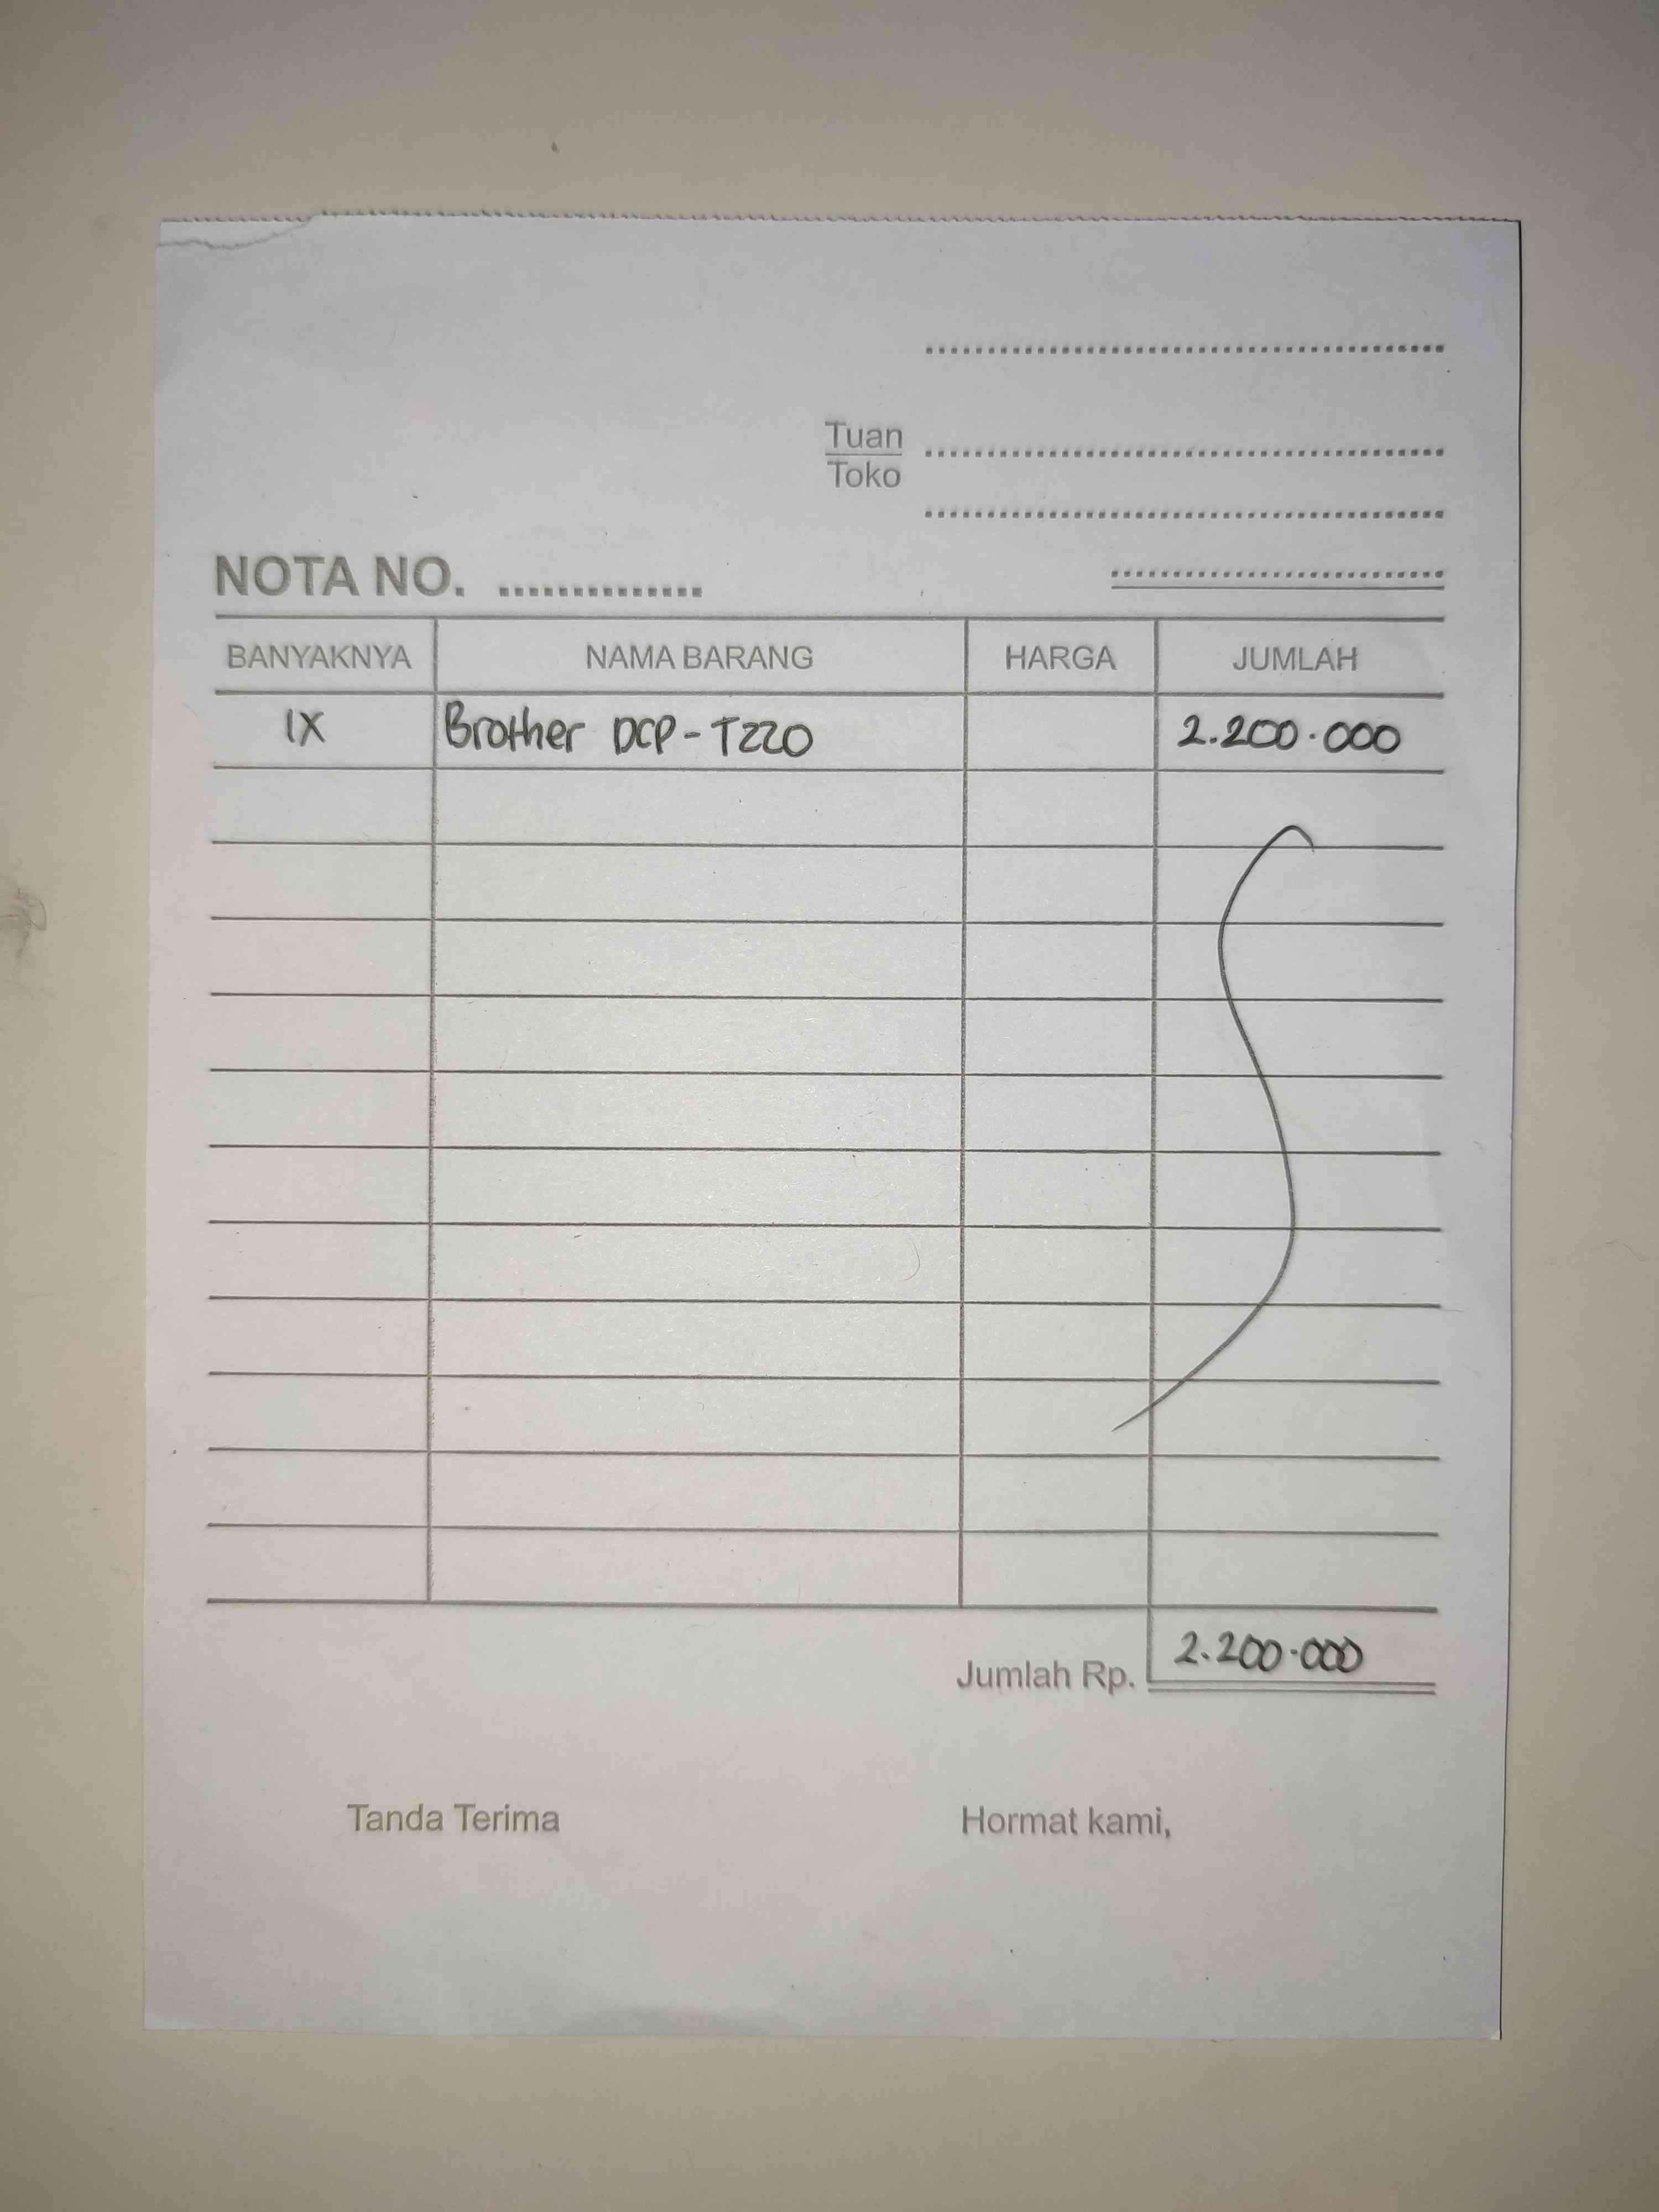 Tuan
Toko
NOTA NO. ..............
BANYAKNYA NAMA BARANG HARGA JUMLAH
1X Brother DCP-T220 2.200.000
Jumlah Rp. 2.200.000
Tanda Terima Hormat kami,